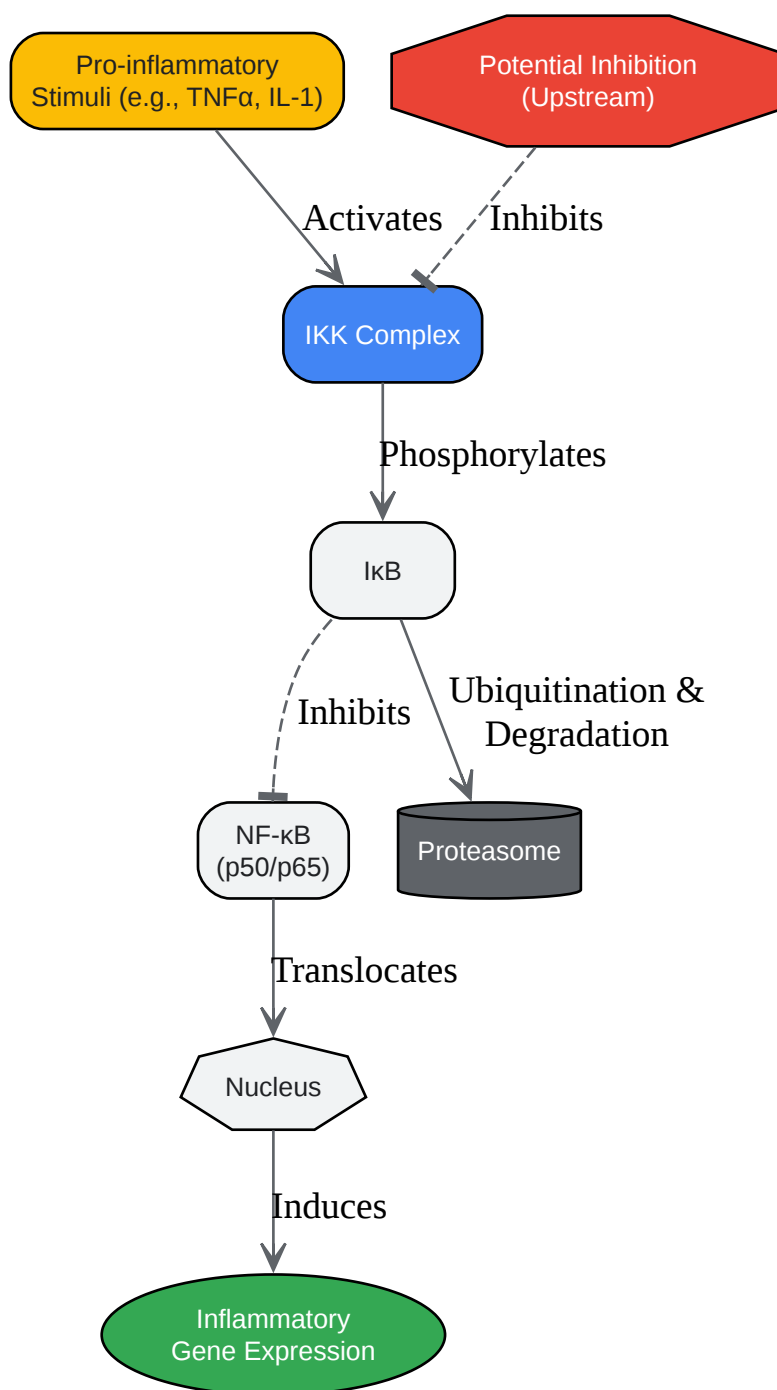 Pro-inflammatory
Stimuli (e.g., TNFα, IL-1)
Potential Inhibition
(Upstream)
Activates
Inhibits
IKK Complex
Phosphorylates
IκB
Ubiquitination &
Degradation
Inhibits
NF-κB
(p50/p65)
Proteasome
Translocates
Nucleus
Induces
Inflammatory
Gene Expression